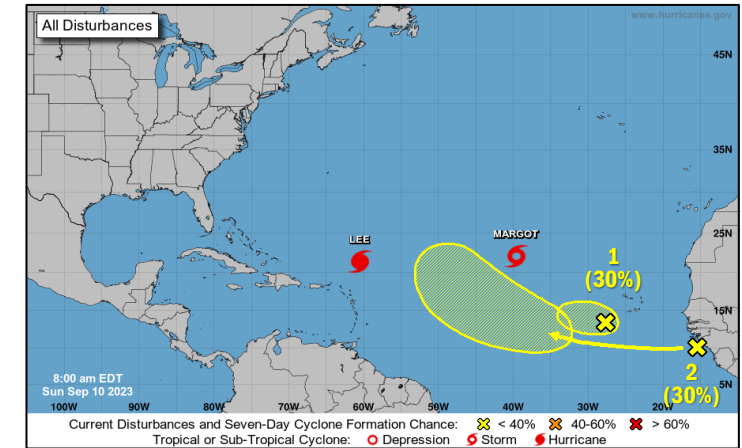 All Disturbances
www.hurricanes.gov
45N
35N
25N
15N
5N
LEE
MARGOT
1
(30%)
2
(30%)
8:00 am EDT
Sun Sep 10 2023
100W 90W 80W 70W 60W 50W 40W 30W 20W
Current Disturbances and Seven-Day Cyclone Formation Chance: < 40% 40-60% > 60%
Tropical or Sub-Tropical Cyclone: Depression Storm Hurricane